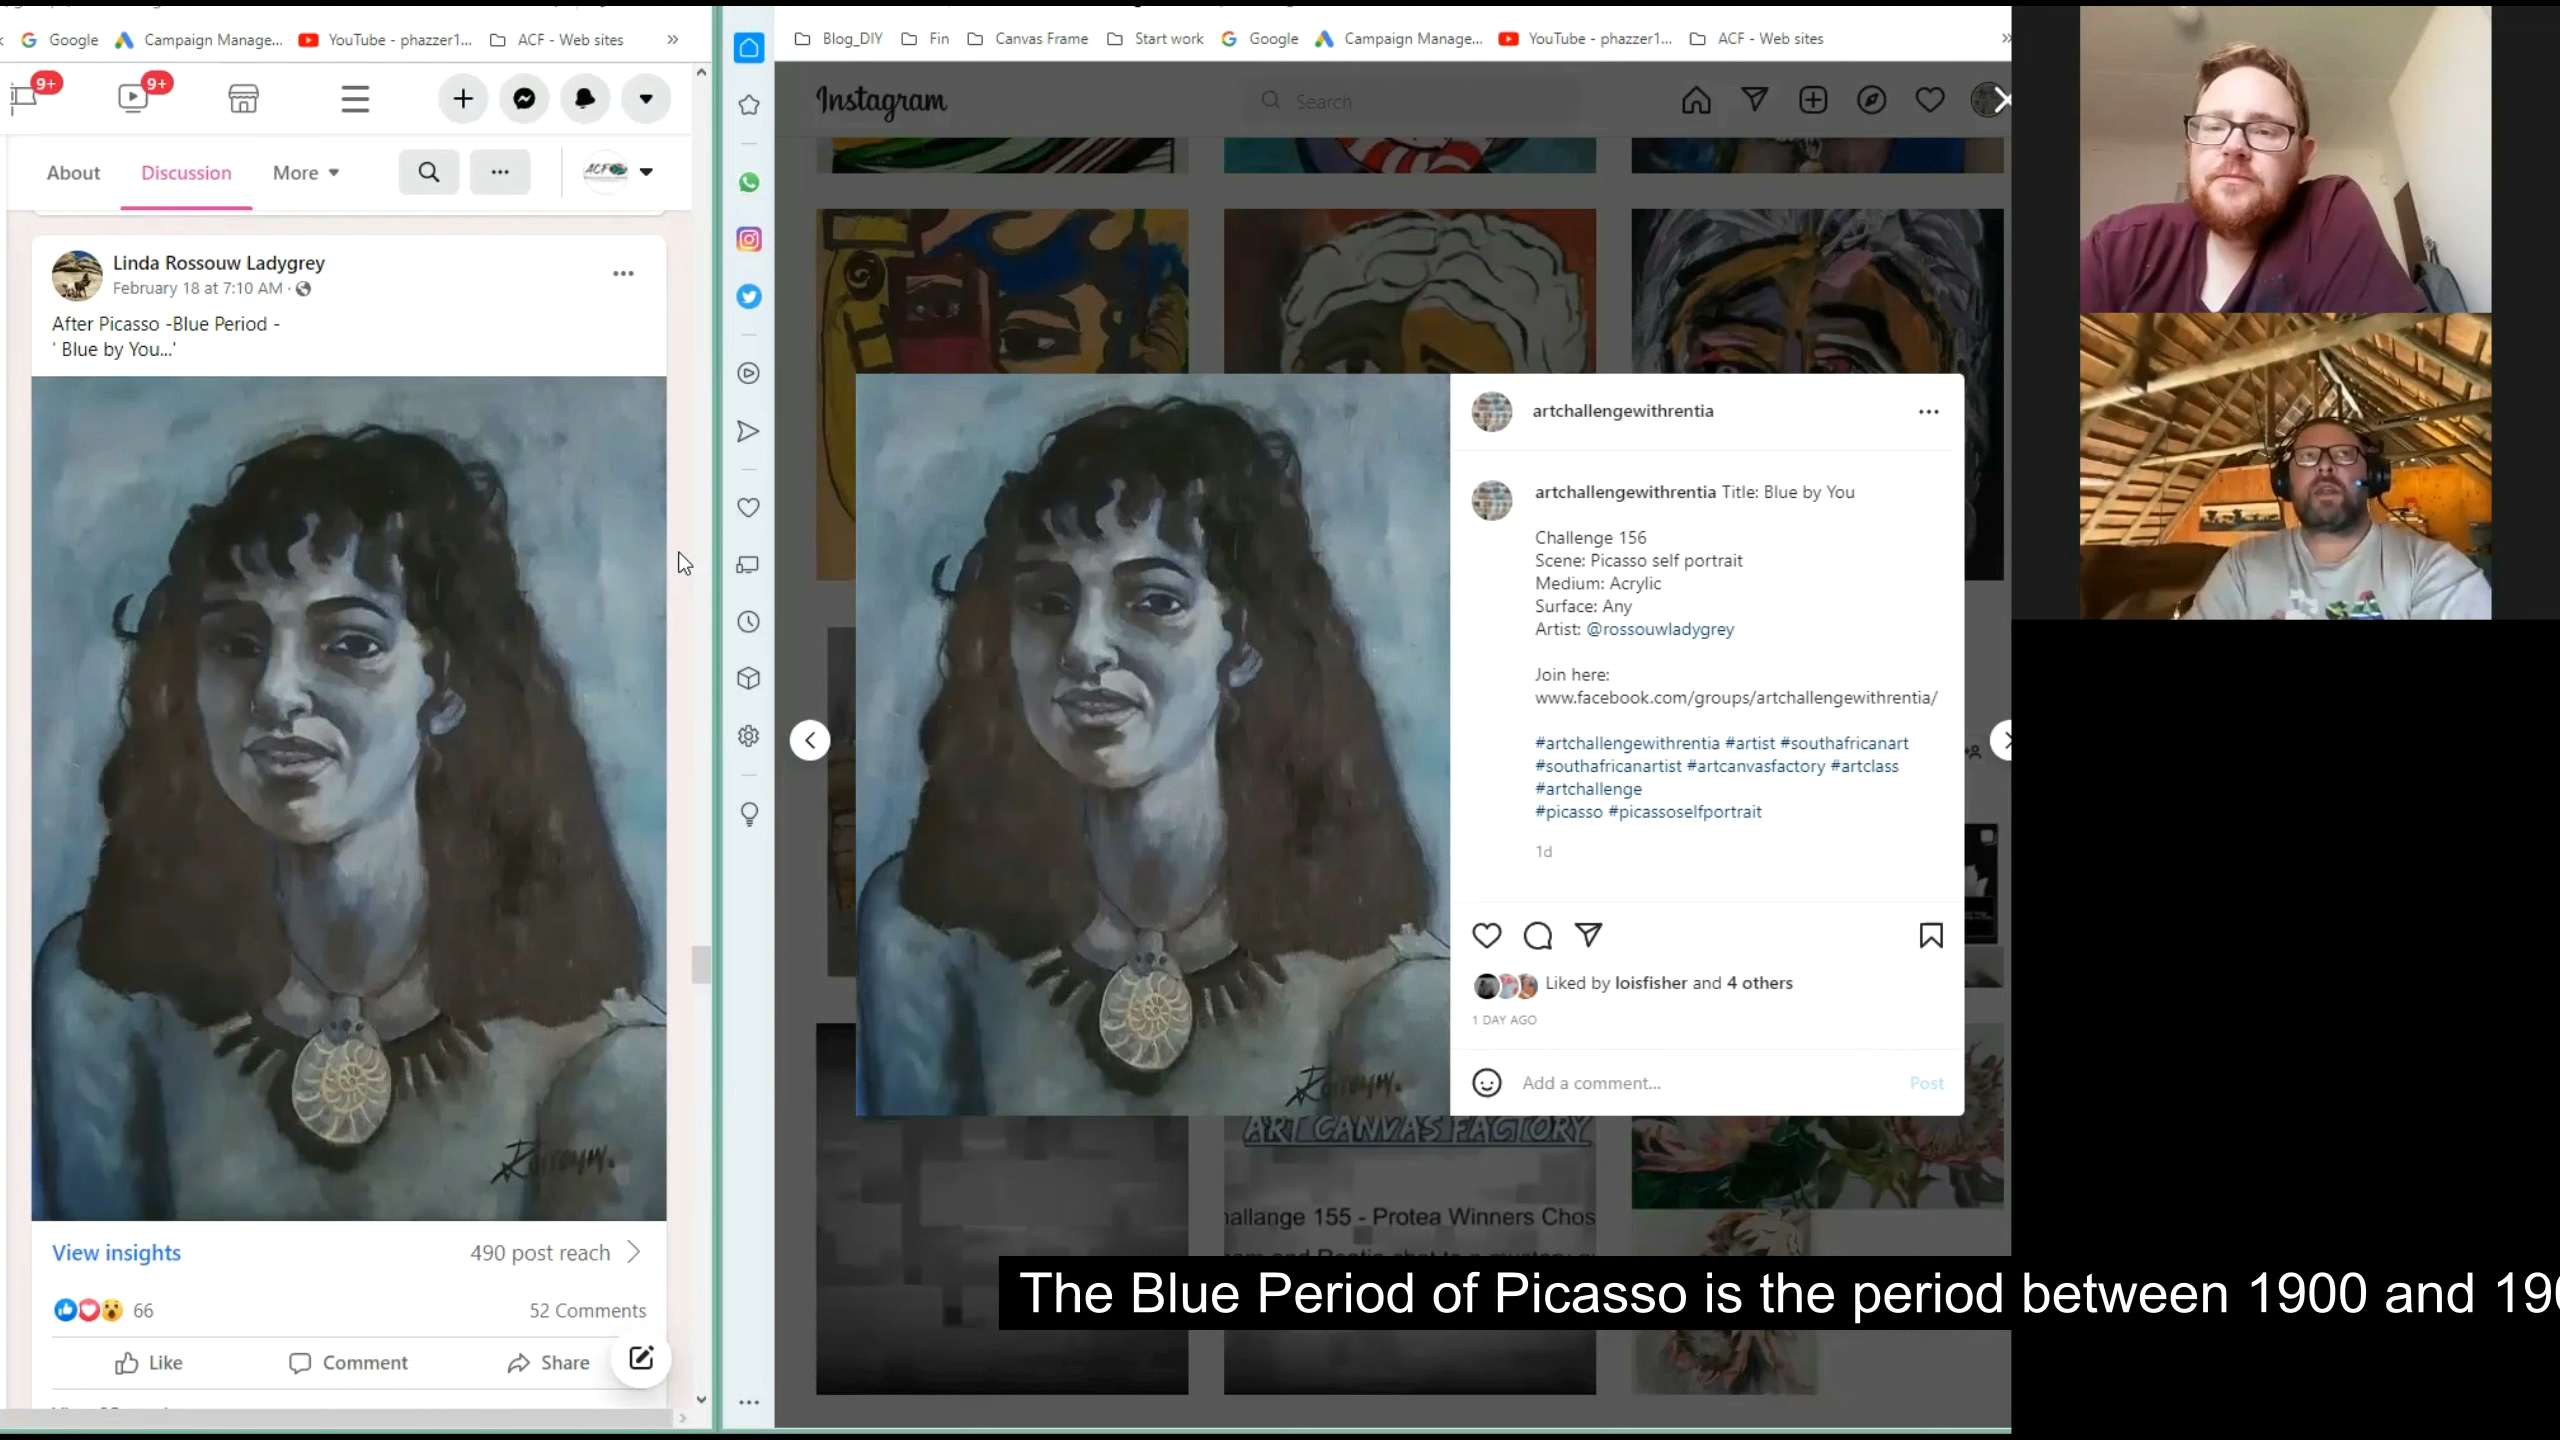 Google
Campaign Manage...
YouTube - phazzer1...
ACF - Web sites
»
9+
9+
About
Discussion
More
ACF
Linda Rossouw Ladygrey
February 18 at 7:10 AM ·
After Picasso -Blue Period -
' Blue by You...'
View insights
490 post reach
66
52 Comments
Like
Comment
Share
Blog_DIY
Fin
Canvas Frame
Start work
Google
Campaign Manage...
YouTube - phazzer1...
ACF - Web sites
»
Instagram
Search
artchallengewithrentia
artchallengewithrentia Title: Blue by You
Challenge 156
Scene: Picasso self portrait
Medium: Acrylic
Surface: Any
Artist: @rossouwladygrey
Join here:
www.facebook.com/groups/artchallengewithrentia/
#artchallengewithrentia #artist #southafricanart
#southafricanartist #artcanvasfactory #artclass
#artchallenge
#picasso #picassoselfportrait
1d
Liked by loisfisher and 4 others
1 DAY AGO
Add a comment...
Post
ART CANVAS FACTORY
hallange 155 - Protea Winners Chos
The Blue Period of Picasso is the period between 1900 and 190